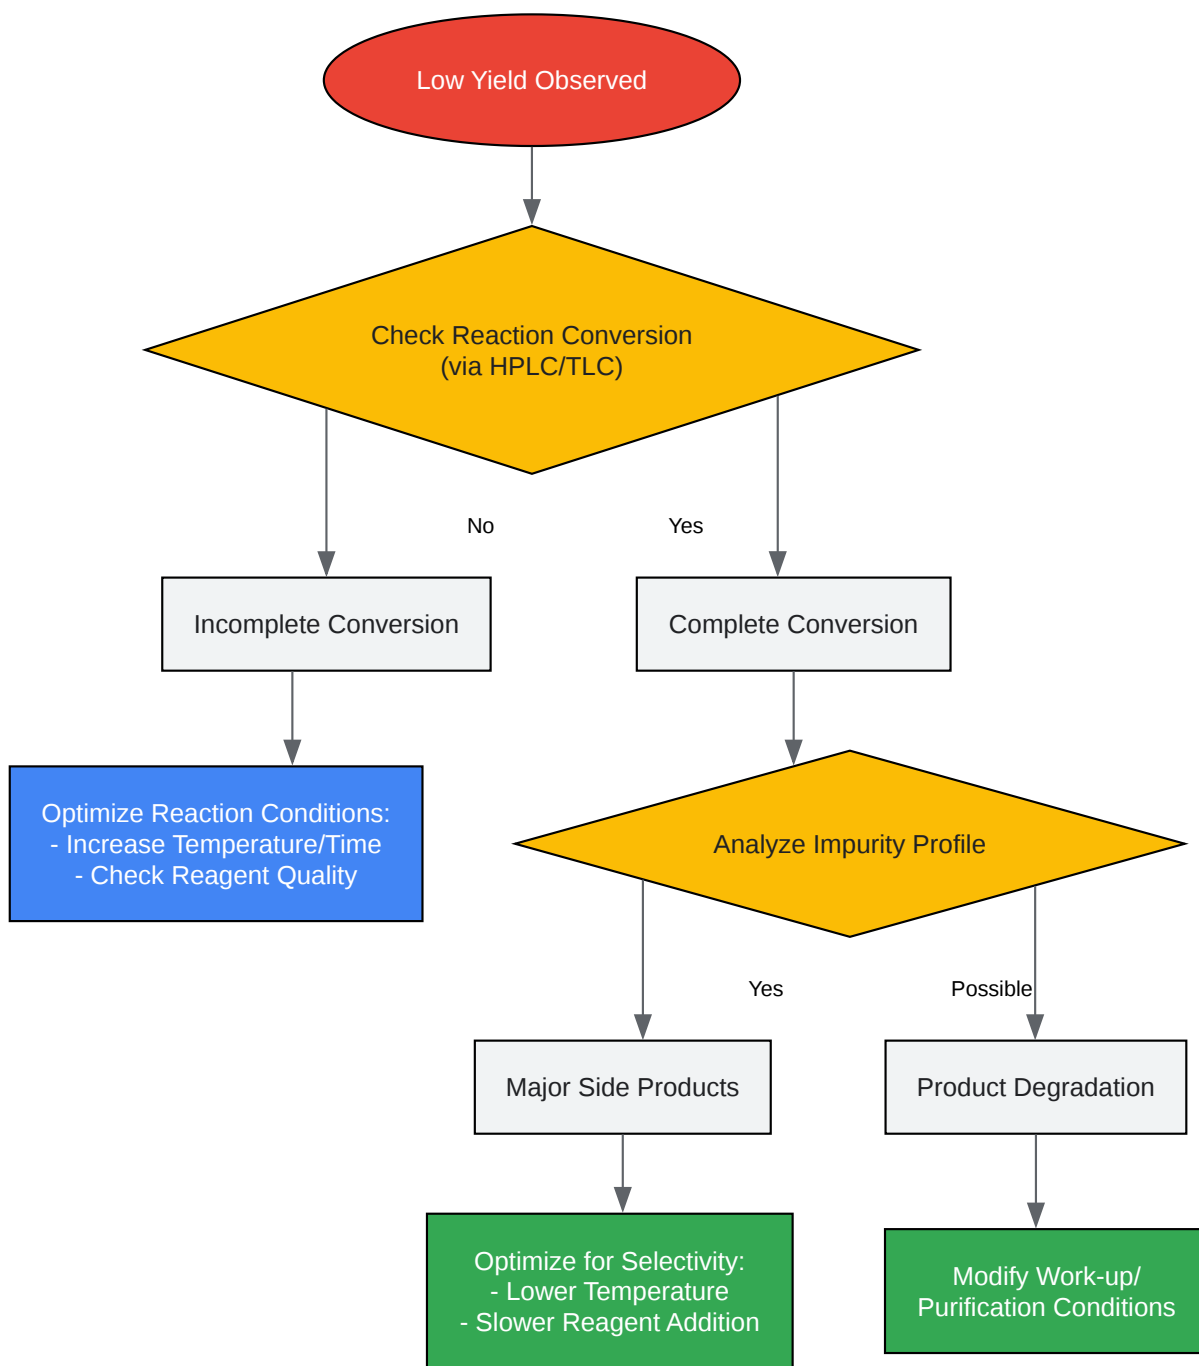 Low Yield Observed
Check Reaction Conversion
(via HPLC/TLC)
No
Yes
Incomplete Conversion
Complete Conversion
Optimize Reaction Conditions:
- Increase Temperature/Time
- Check Reagent Quality
Analyze Impurity Profile
Yes
Possible
Major Side Products
Product Degradation
Optimize for Selectivity:
- Lower Temperature
- Slower Reagent Addition
Modify Work-up/
Purification Conditions